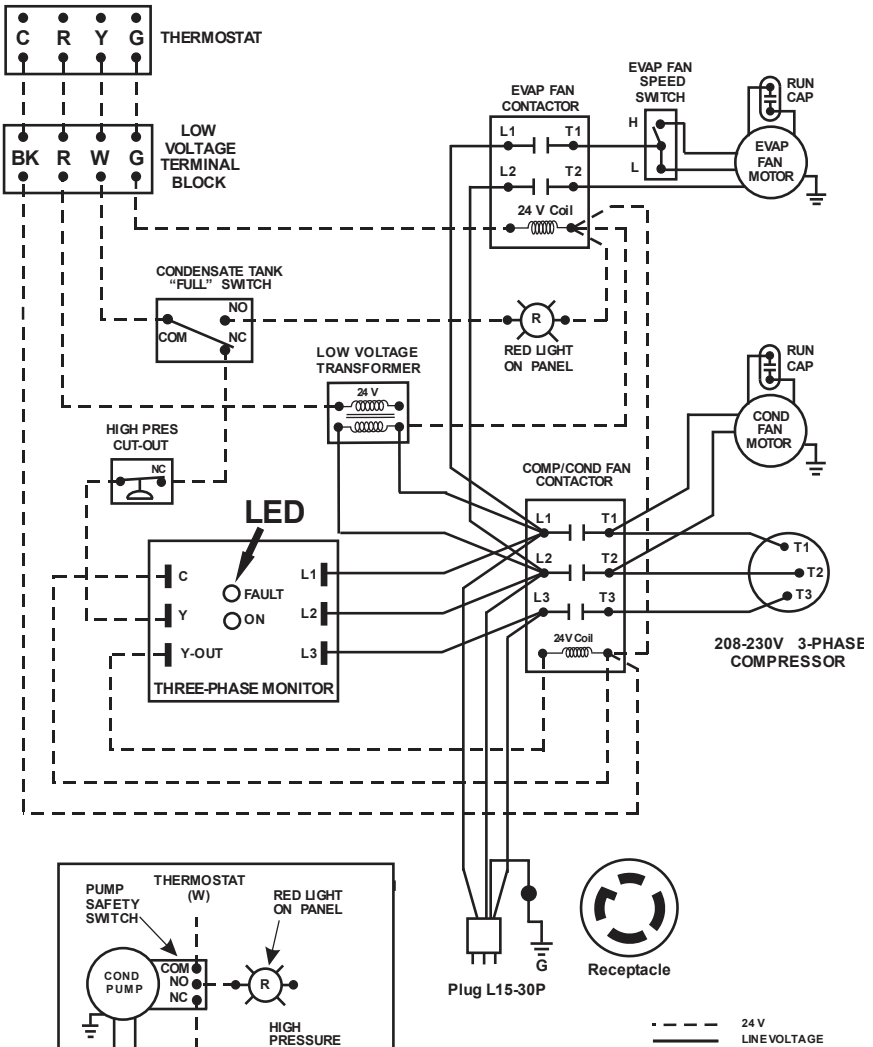 C R Y G THERMOSTAT
BK R W G
LOW
VOLTAGE
TERMINAL
BLOCK
EVAP FAN
CONTACTOR
L1 T1
L2 T2
24 V Coil
EVAP FAN
SPEED
SWITCH
H
L
RUN
CAP
EVAP
FAN
MOTOR
CONDENSATE TANK
“FULL” SWITCH
NO
COM
NC
R
RED LIGHT
ON PANEL
LOW VOLTAGE
TRANSFORMER
24 V
RUN
CAP
COND
FAN
MOTOR
HIGH PRES
CUT-OUT
NC
LED
C
Y
Y-OUT
FAULT
ON
L1
L2
L3
THREE-PHASE MONITOR
COMP/COND FAN
CONTACTOR
L1 T1
L2 T2
L3 T3
24V Coil
T1
T2
T3
208-230V 3-PHASE
COMPRESSOR
PUMP
SAFETY
SWITCH
THERMOSTAT
(W)
RED LIGHT
ON PANEL
COND
PUMP
COM
NO
NC
R
HIGH
PRESSURE
G
Plug L15-30P
Receptacle
24 V
LINE VOLTAGE